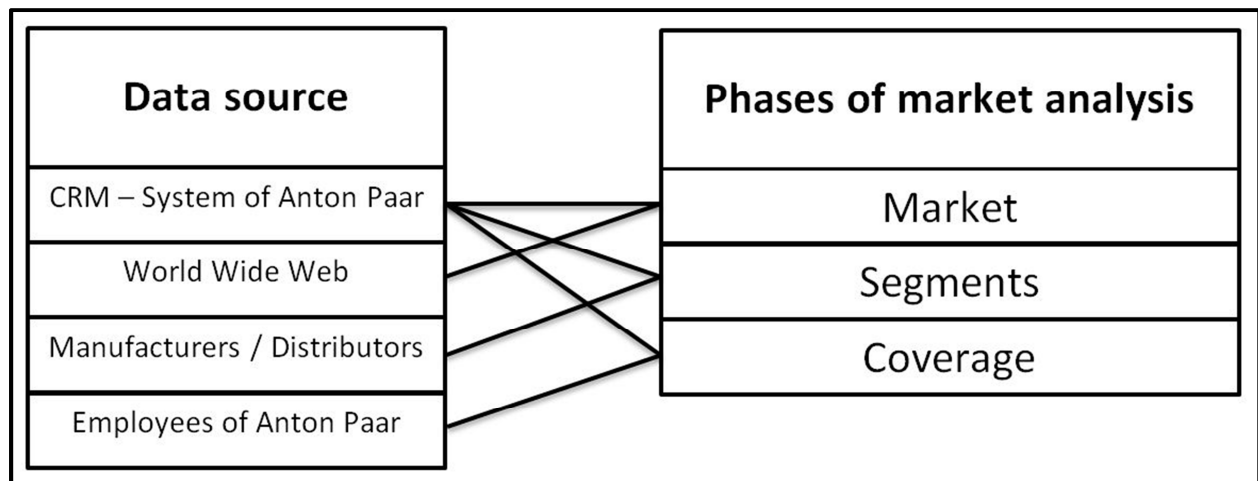 Data source
CRM – System of Anton Paar
World Wide Web
Manufacturers / Distributors
Employees of Anton Paar
Phases of market analysis
Market
Segments
Coverage